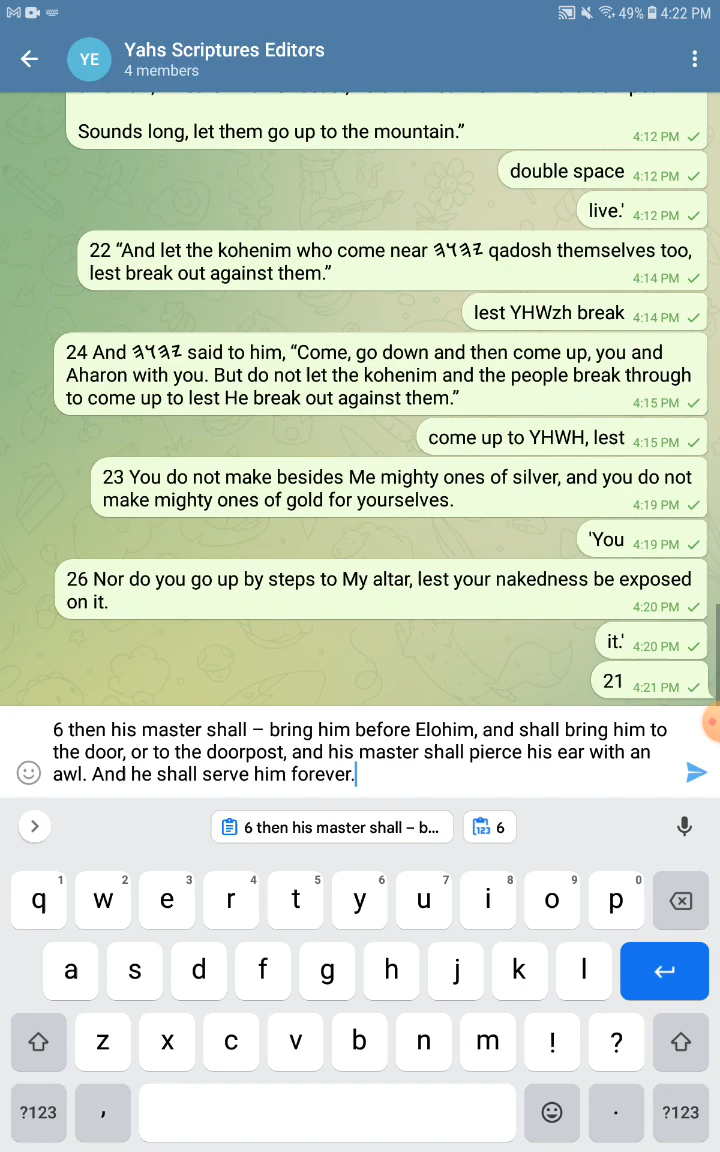 49% 4:22 PM
YE
Yahs Scriptures Editors
4 members
Sounds long, let them go up to the mountain.”
4:12 PM
double space
4:12 PM
live.'
4:12 PM
22 “And let the kohenim who come near 𐤉𐤄𐤅𐤄 qadosh themselves too,
lest break out against them.”
4:14 PM
lest YHWzh break
4:14 PM
24 And 𐤉𐤄𐤅𐤄 said to him, “Come, go down and then come up, you and
Aharon with you. But do not let the kohenim and the people break through
to come up to lest He break out against them.”
4:15 PM
come up to YHWH, lest
4:15 PM
23 You do not make besides Me mighty ones of silver, and you do not
make mighty ones of gold for yourselves.
4:19 PM
'You
4:19 PM
26 Nor do you go up by steps to My altar, lest your nakedness be exposed
on it.
4:20 PM
it.'
4:20 PM
21
4:21 PM
6 then his master shall – bring him before Elohim, and shall bring him to
the door, or to the doorpost, and his master shall pierce his ear with an
awl. And he shall serve him forever.
6 then his master shall – b...
123 6
q 1 w 2 e 3 r 4 t 5 y 6 u 7 i 8 o 9 p 0
a s d f g h j k l
z x c v b n m ! ?
?123 , . ?123